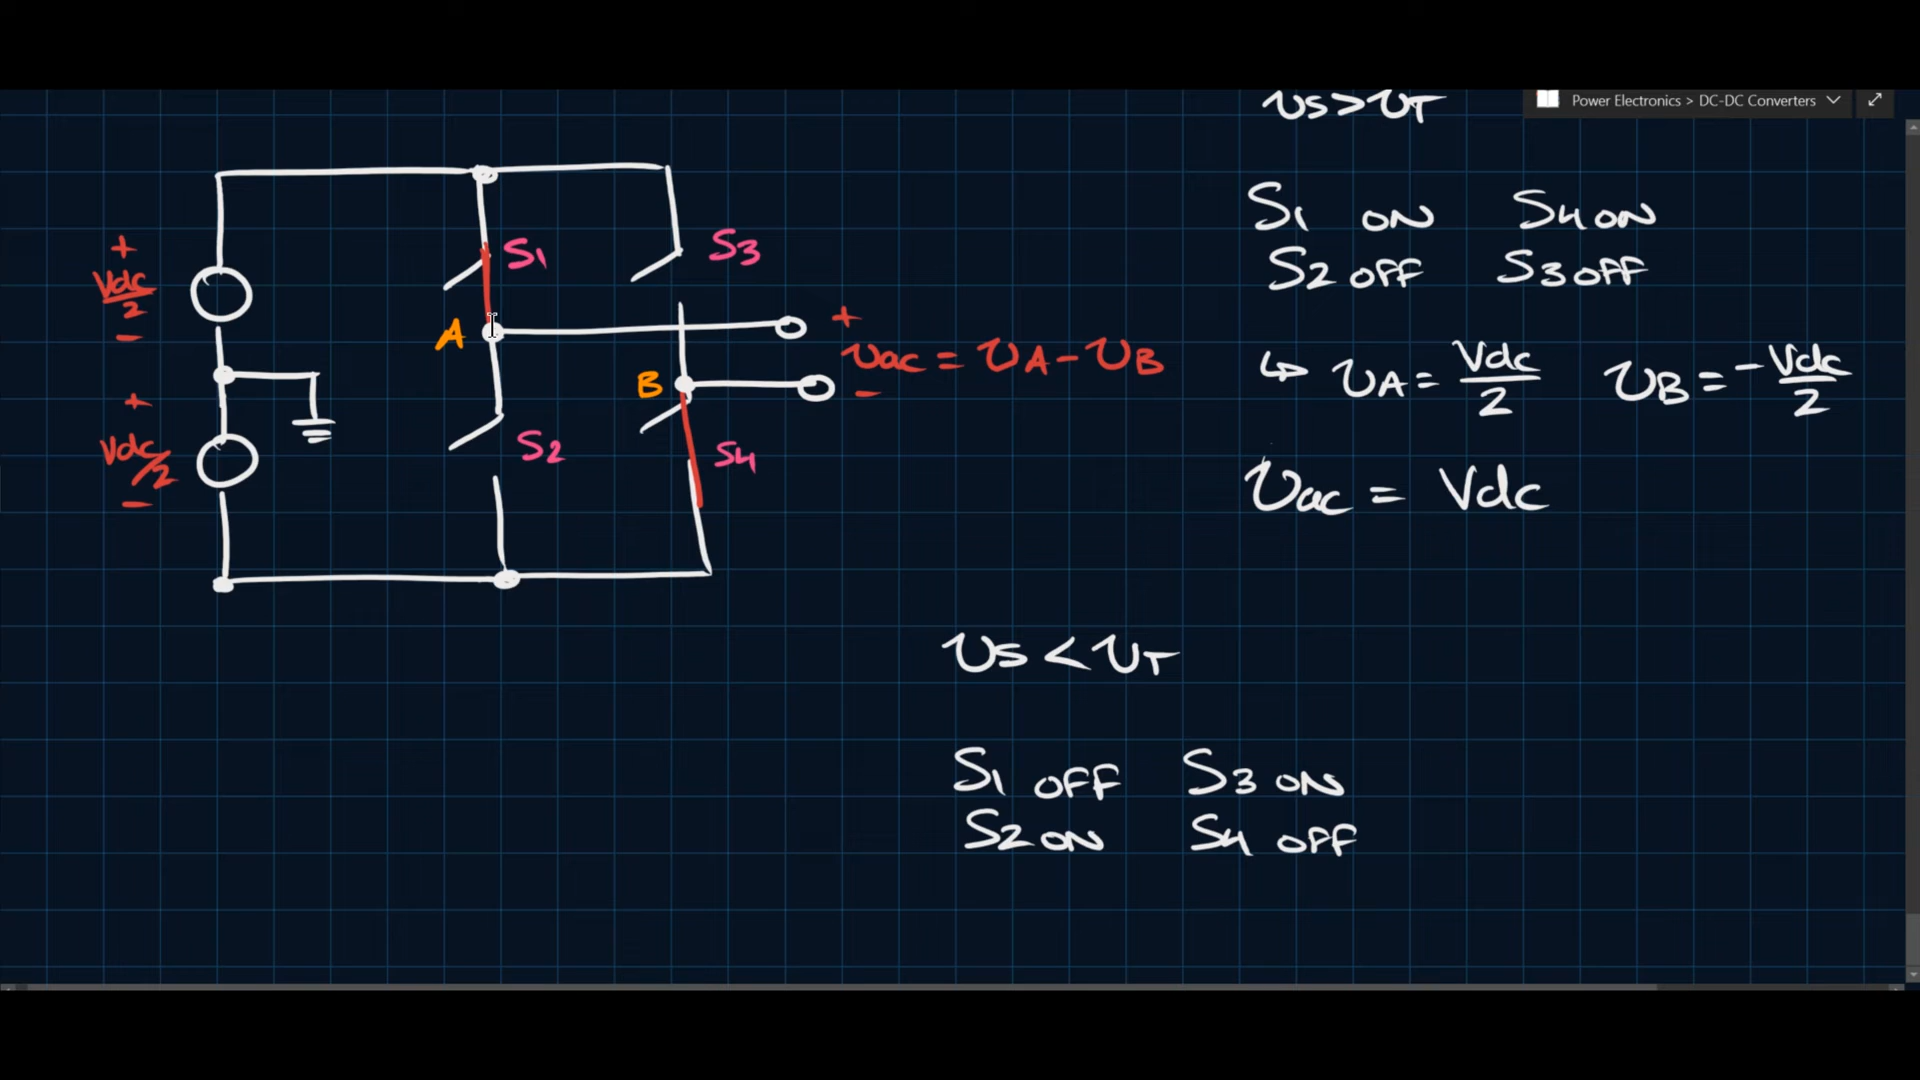 vs > vT
Power Electronics > DC-DC Converters
S1 ON S4 ON
S2 OFF S3 OFF
↳ vA = Vdc/2 vB = -Vdc/2
vac = Vdc
+
Vdc/2
-
+
Vdc/2
-
S1
S3
A
B
S2
S4
+
vac = vA - vB
-
vs < vT
S1 OFF S3 ON
S2 ON S4 OFF